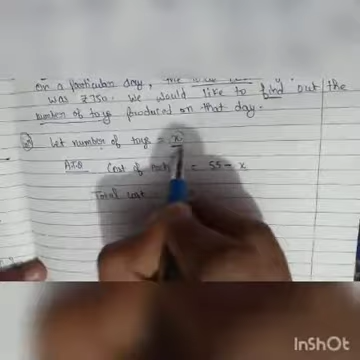 on a particular day, the
was ₹750. We would like to find out the
number of toys produced on that day.
Let number of toys = x
ATQ Cost of each = 55 - x
Total cost
InShOt